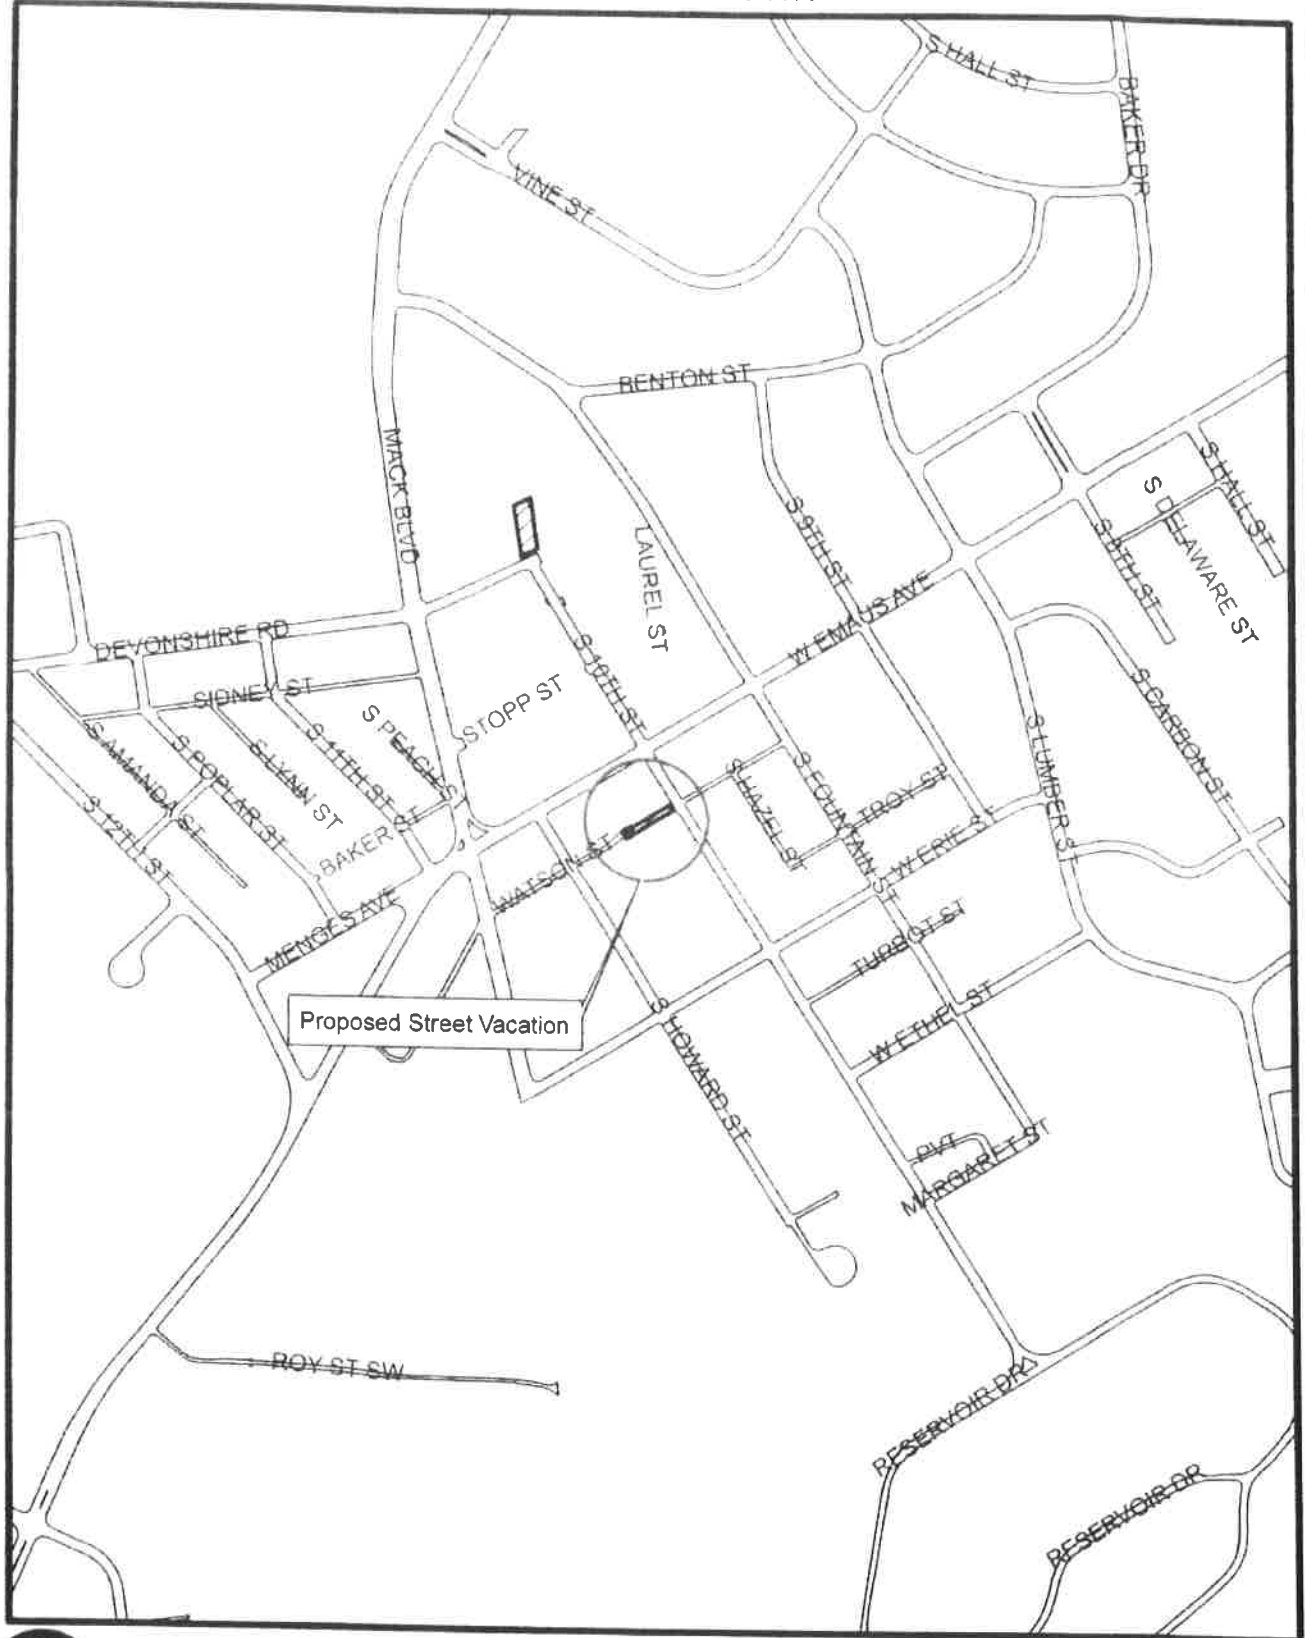 S HALL ST
BAKER DR
VINE ST
BENTON ST
MACK BLVD
S HALL ST
S DELAWARE ST
S 9TH ST
S 8TH ST
LAUREL ST
W EMAUS AVE
DEVONSHIRE RD
S 10TH ST
SIDNEY ST
STOPP ST
S CARBON ST
S PEACH S
S 11TH ST
S LYNN ST
S POPLAR ST
S AMANDA ST
S 12TH ST
S LUMBER ST
S HAZEL ST
S FOUNTAIN ST
TROY ST
W ERIE ST
BAKER ST
WATSON ST
MENGES AVE
TURBOT ST
Proposed Street Vacation
S HOWARD ST
W ETHEL ST
PVT
MARGARET ST
ROY ST SW
RESERVOIR DR
RESERVOIR DR